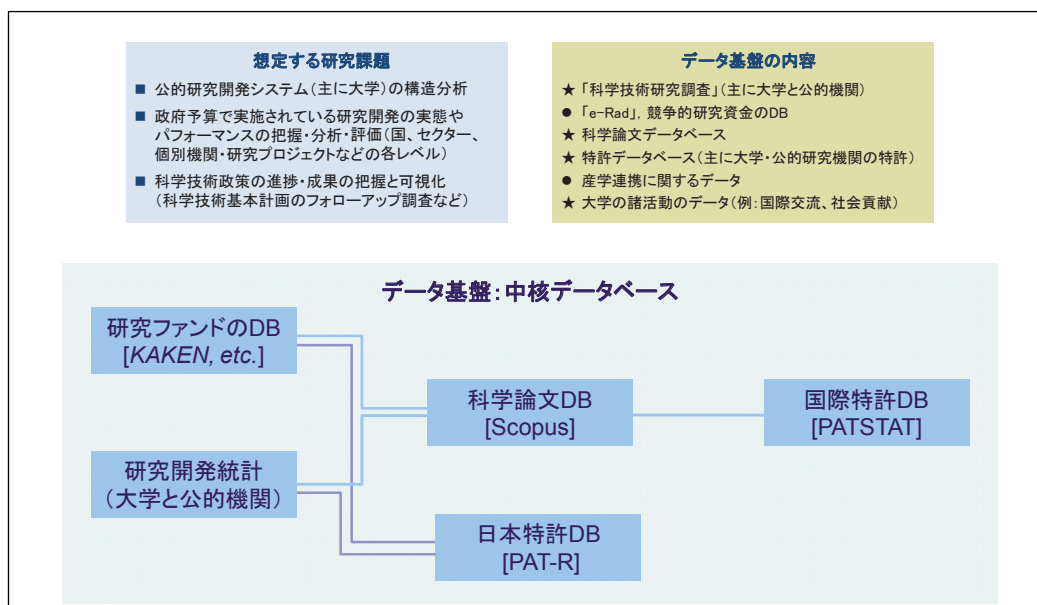 想定する研究課題
■ 公的研究開発システム(主に大学)の構造分析
■ 政府予算で実施されている研究開発の実態や
パフォーマンスの把握・分析・評価(国、セクター、
個別機関・研究プロジェクトなどの各レベル)
■ 科学技術政策の進捗・成果の把握と可視化
(科学技術基本計画のフォローアップ調査など)
データ基盤の内容
★ 「科学技術研究調査」(主に大学と公的機関)
● 「e-Rad」, 競争的研究資金のDB
★ 科学論文データベース
★ 特許データベース(主に大学・公的研究機関の特許)
● 産学連携に関するデータ
★ 大学の諸活動のデータ(例:国際交流、社会貢献)
データ基盤:中核データベース
研究ファンドのDB
[KAKEN, etc.]
科学論文DB
[Scopus]
国際特許DB
[PATSTAT]
研究開発統計
(大学と公的機関)
日本特許DB
[PAT-R]